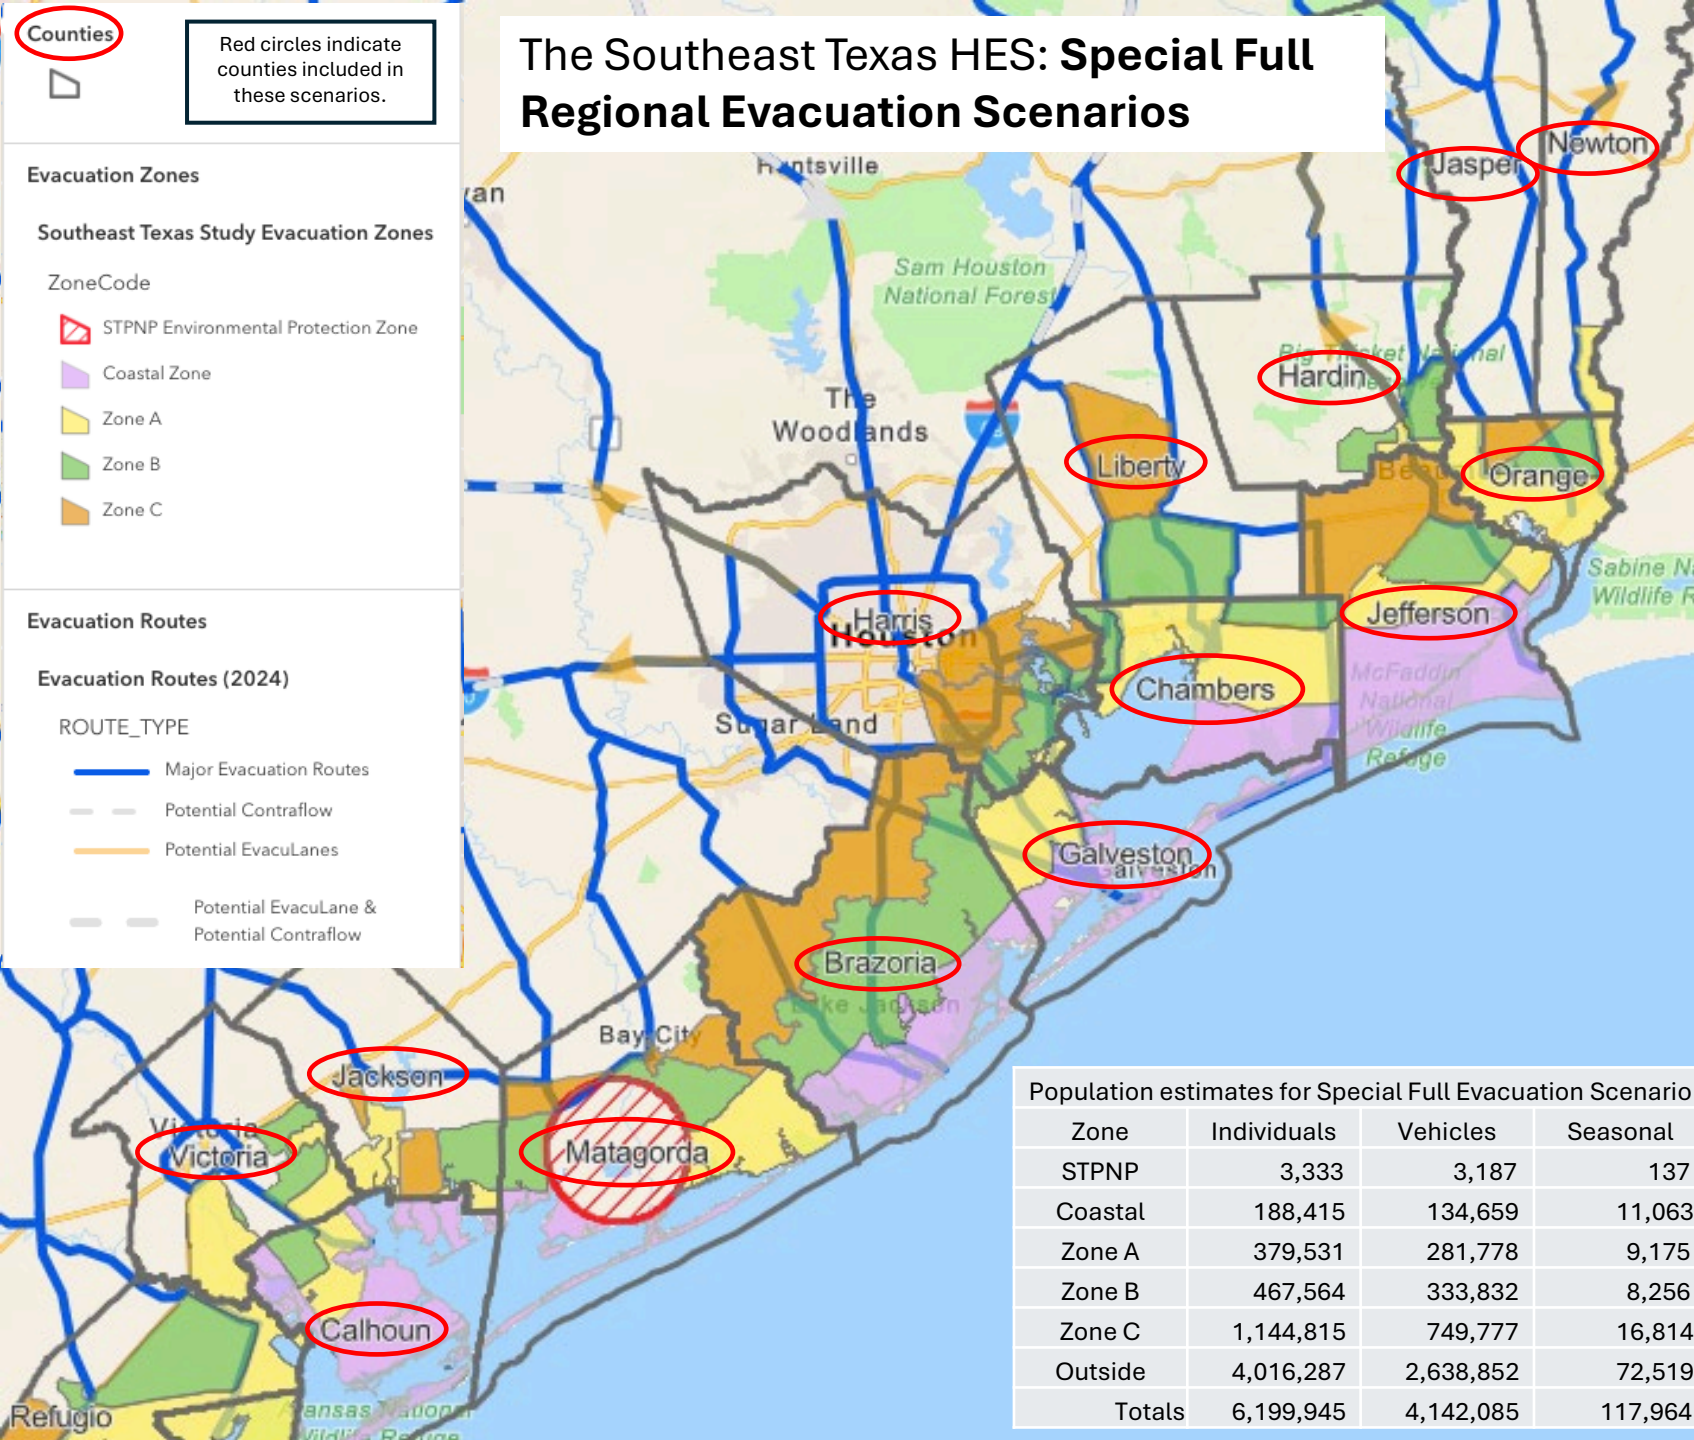 Counties
Red circles indicate
counties included in
these scenarios.
The Southeast Texas HES: Special Full
Regional Evacuation Scenarios
Evacuation Zones
Southeast Texas Study Evacuation Zones
ZoneCode
STPNP Environmental Protection Zone
Coastal Zone
Zone A
Zone B
Zone C
Evacuation Routes
Evacuation Routes (2024)
ROUTE_TYPE
Major Evacuation Routes
Potential Contraflow
Potential EvacuLanes
Potential EvacuLane &
Potential Contraflow
Huntsville
Newton
Jasper
Sam Houston
National Forest
Big Thicket National
Hardin
The
Woodlands
Liberty
Orange
Sabine
Wildlife
Harris
Houston
Jefferson
Chambers
McFaddin
National
Wildlife
Refuge
Sugar Land
Galveston
Galveston
Brazoria
Lake Jackson
Bay City
Jackson
Victoria
Victoria
Matagorda
Calhoun
Refugio
Population estimates for Special Full Evacuation Scenario
Zone Individuals Vehicles Seasonal
STPNP 3,333 3,187 137
Coastal 188,415 134,659 11,063
Zone A 379,531 281,778 9,175
Zone B 467,564 333,832 8,256
Zone C 1,144,815 749,777 16,814
Outside 4,016,287 2,638,852 72,519
Totals 6,199,945 4,142,085 117,964